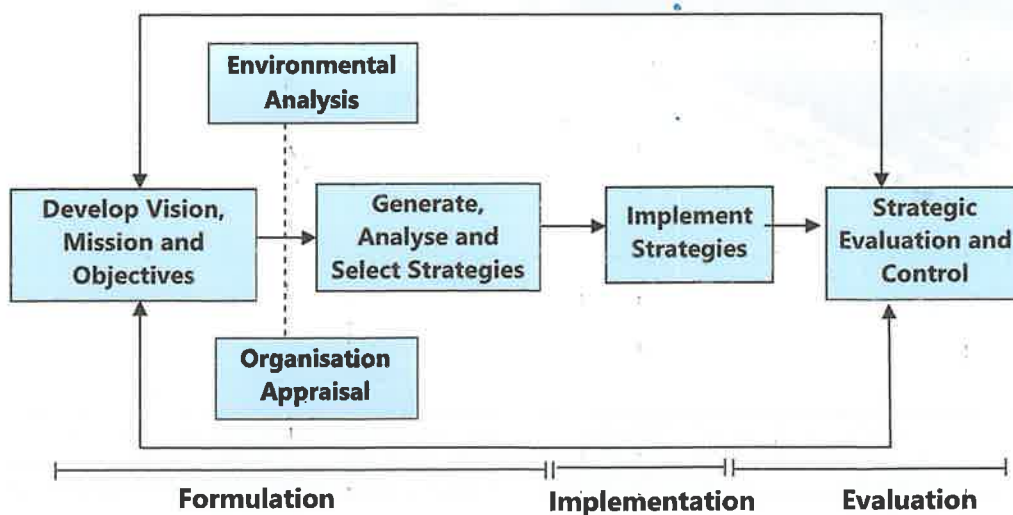 Environmental
Analysis
Develop Vision,
Mission and
Objectives
Generate,
Analyse and
Select Strategies
Implement
Strategies
Strategic
Evaluation and
Control
Organisation
Appraisal
Formulation
Implementation
Evaluation